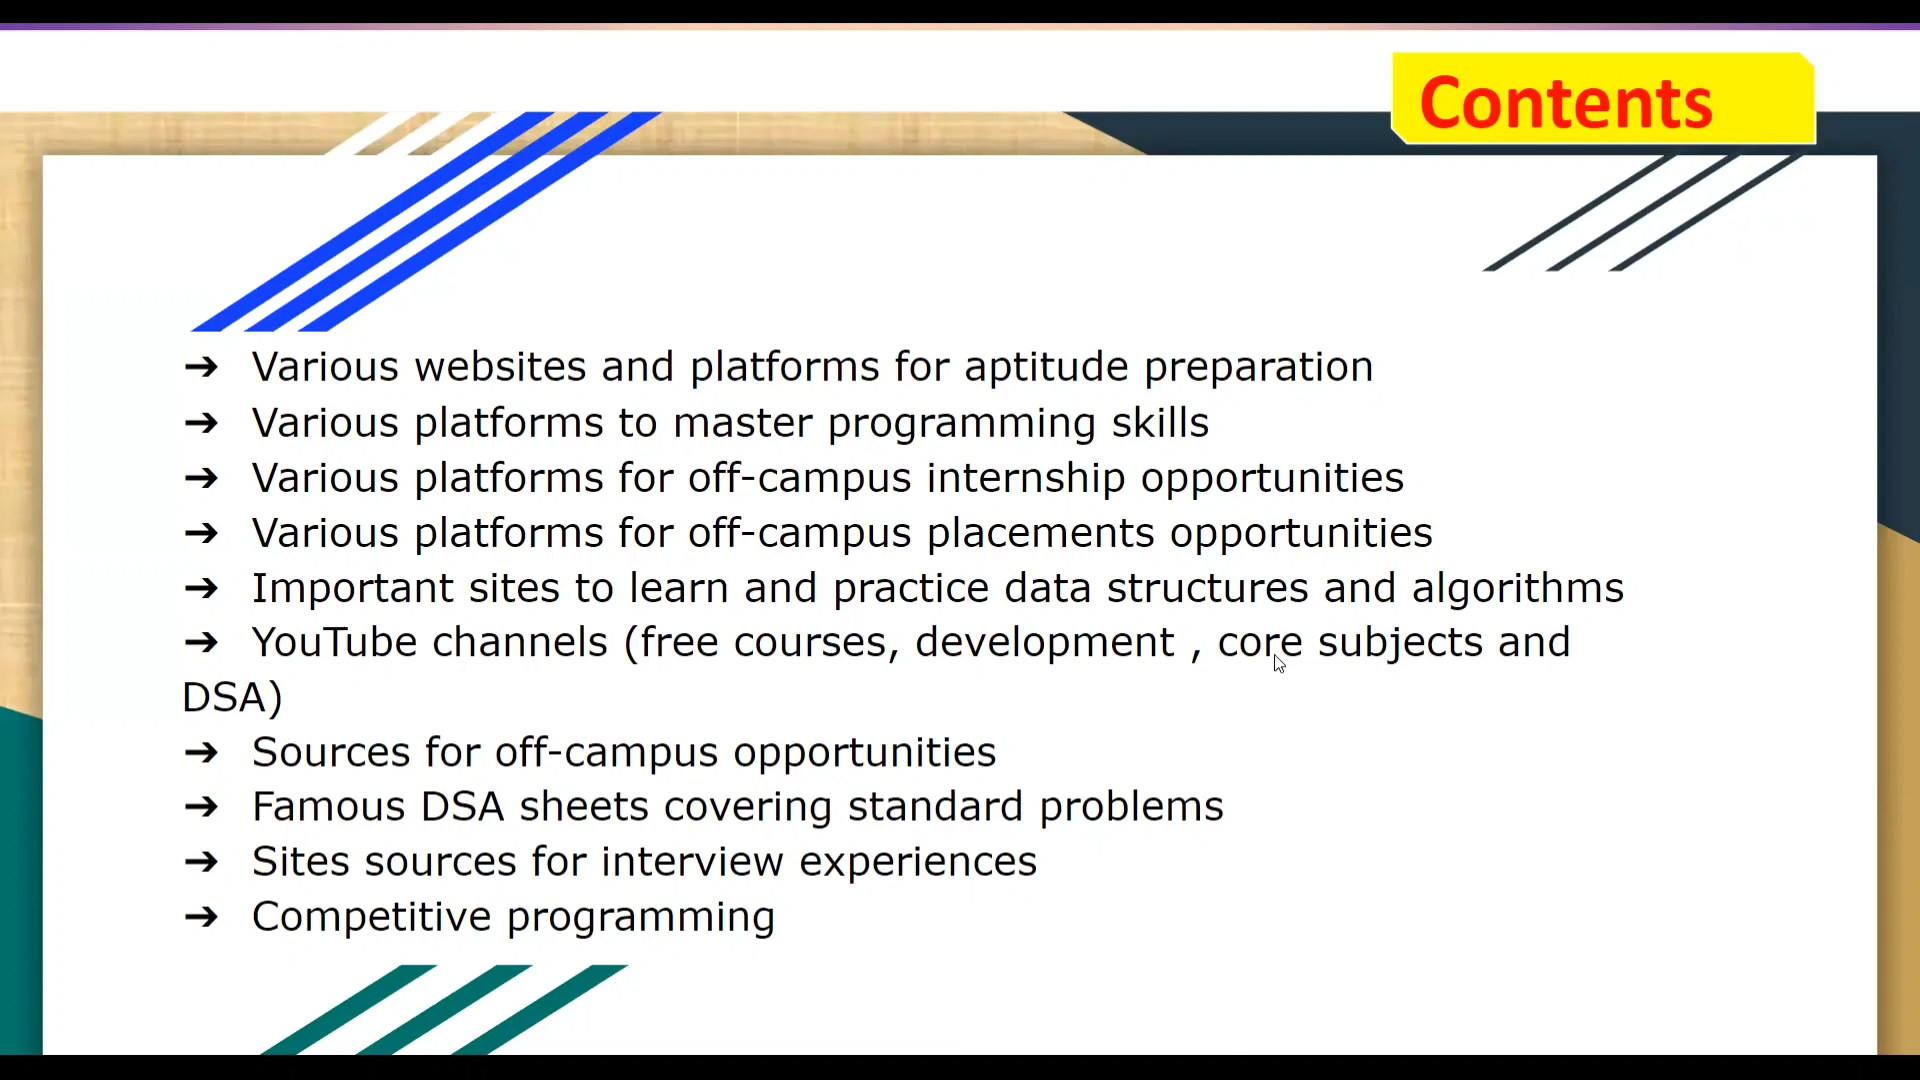 Contents
➔ Various websites and platforms for aptitude preparation
➔ Various platforms to master programming skills
➔ Various platforms for off-campus internship opportunities
➔ Various platforms for off-campus placements opportunities
➔ Important sites to learn and practice data structures and algorithms
➔ YouTube channels (free courses, development , core subjects and
DSA)
➔ Sources for off-campus opportunities
➔ Famous DSA sheets covering standard problems
➔ Sites sources for interview experiences
➔ Competitive programming